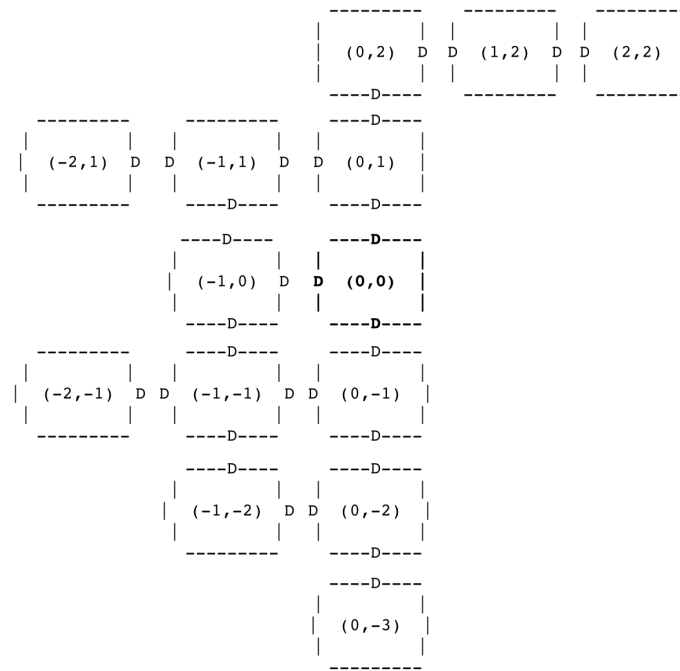 ---------   ---------   -------
|         |   |         |   |
|  (0,2)  D   D  (1,2)  D   D  (2,2)
|         |   |         |   |
----D----   ---------   -------
---------   ---------   ----D----
|         |   |         |   |         |
|  (-2,1)  D   D  (-1,1)  D   D  (0,1)  |
|         |   |         |   |         |
---------   ----D----   ----D----
----D----   ----D----
|         |   |         |
|  (-1,0)  D   D  (0,0)  |
|         |   |         |
----D----   ----D----
---------   ----D----   ----D----
|         |   |         |   |         |
|  (-2,-1)  D D  (-1,-1)  D D  (0,-1)  |
|         |   |         |   |         |
---------   ----D----   ----D----
----D----   ----D----
|         |   |         |
|  (-1,-2)  D D  (0,-2)  |
|         |   |         |
---------   ----D----
----D----
|         |
|  (0,-3)  |
|         |
---------